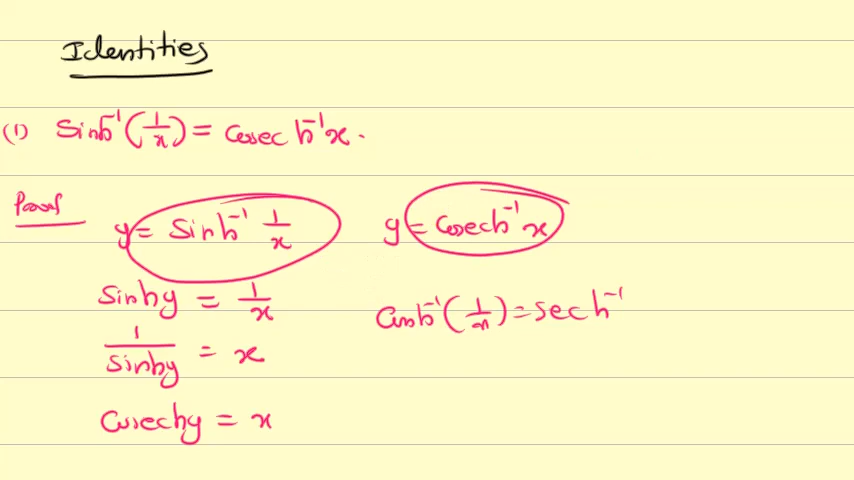 Identities
(1) Sinh⁻¹(1/x) = Cosech⁻¹x.
Proof
y = Sinh⁻¹ 1/x
y = Cosech⁻¹x
Sinhy = 1/x
Cosh⁻¹(1/x) = Sech⁻¹
1/Sinhy = x
Cosechy = x